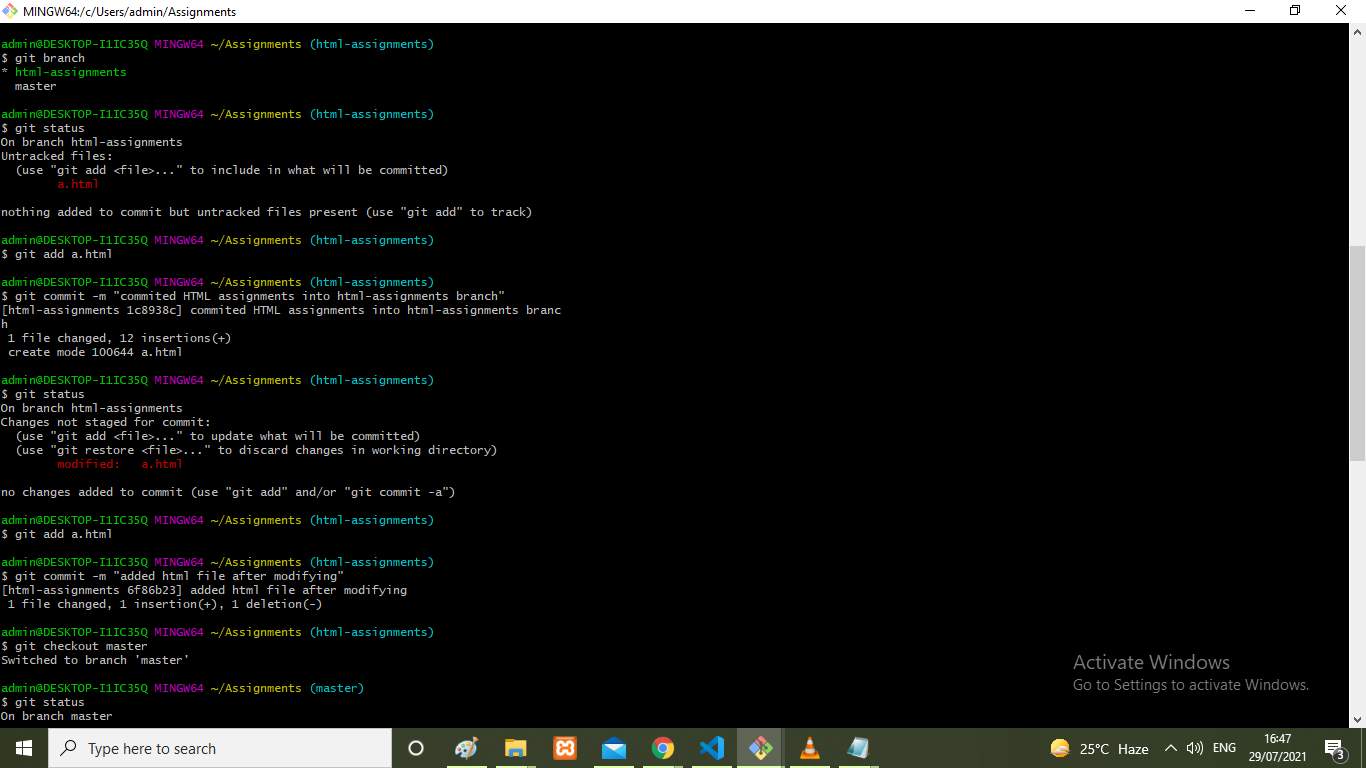 MINGW64:/c/Users/admin/Assignments
admin@DESKTOP-I1IC35Q MINGW64 ~/Assignments (html-assignments)
$ git branch
* html-assignments
  master
admin@DESKTOP-I1IC35Q MINGW64 ~/Assignments (html-assignments)
$ git status
On branch html-assignments
Untracked files:
  (use "git add <file>..." to include in what will be committed)
        a.html
nothing added to commit but untracked files present (use "git add" to track)
admin@DESKTOP-I1IC35Q MINGW64 ~/Assignments (html-assignments)
$ git add a.html
admin@DESKTOP-I1IC35Q MINGW64 ~/Assignments (html-assignments)
$ git commit -m "commited HTML assignments into html-assignments branch"
[html-assignments 1c8938c] commited HTML assignments into html-assignments branc
h
 1 file changed, 12 insertions(+)
 create mode 100644 a.html
admin@DESKTOP-I1IC35Q MINGW64 ~/Assignments (html-assignments)
$ git status
On branch html-assignments
Changes not staged for commit:
  (use "git add <file>..." to update what will be committed)
  (use "git restore <file>..." to discard changes in working directory)
        modified:   a.html
no changes added to commit (use "git add" and/or "git commit -a")
admin@DESKTOP-I1IC35Q MINGW64 ~/Assignments (html-assignments)
$ git add a.html
admin@DESKTOP-I1IC35Q MINGW64 ~/Assignments (html-assignments)
$ git commit -m "added html file after modifying"
[html-assignments 6f86b23] added html file after modifying
 1 file changed, 1 insertion(+), 1 deletion(-)
admin@DESKTOP-I1IC35Q MINGW64 ~/Assignments (html-assignments)
$ git checkout master
Switched to branch 'master'
admin@DESKTOP-I1IC35Q MINGW64 ~/Assignments (master)
$ git status
On branch master
Activate Windows
Go to Settings to activate Windows.
Type here to search
25°C Haze
ENG
16:47
29/07/2021
3